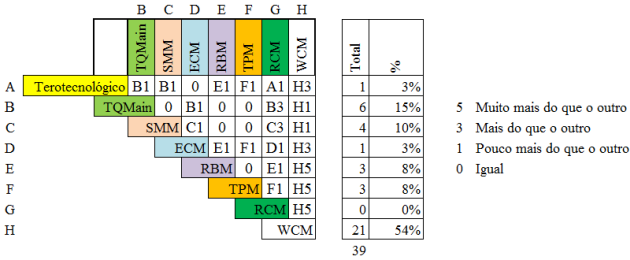 B C D E F G H
TQMain SMM ECM RBM TPM RCM WCM Total %
A Terotecnológico B1 B1 0 E1 F1 A1 H3 1 3%
B TQMain 0 B1 0 0 B3 H1 6 15% 5 Muito mais do que o outro
C SMM C1 0 0 C3 H1 4 10% 3 Mais do que o outro
D ECM E1 F1 D1 H3 1 3% 1 Pouco mais do que o outro
E RBM 0 E1 H5 3 8% 0 Igual
F TPM F1 H5 3 8%
G RCM H5 0 0%
H WCM 21 54%
39